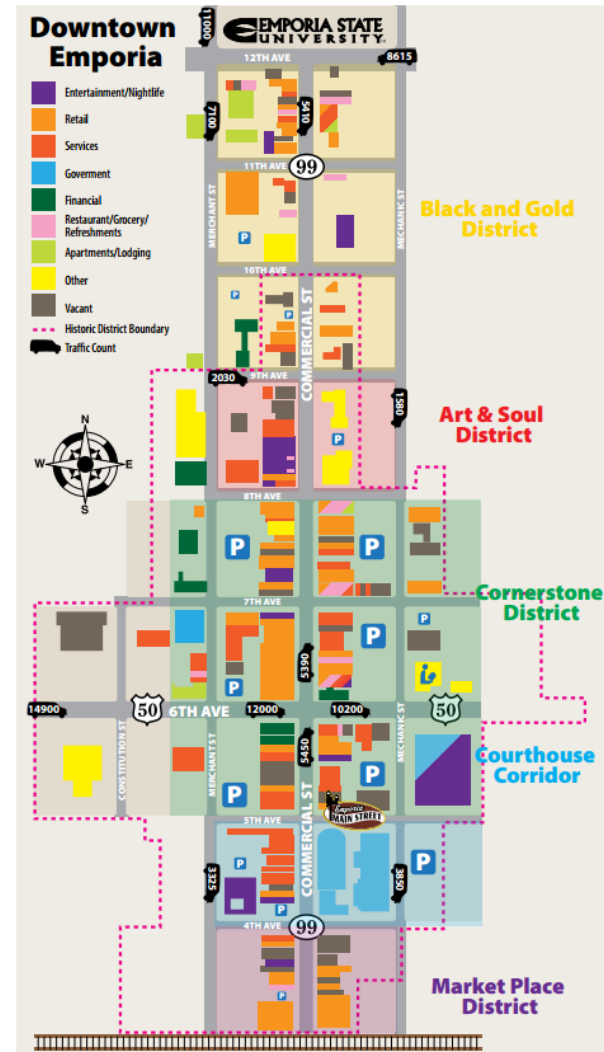 Downtown
Emporia
Entertainment/Nightlife
Retail
Services
Goverment
Financial
Restaurant/Grocery/
Refreshments
Apartments/Lodging
Other
Vacant
Historic District Boundary
Traffic Count
N
W
E
S
11000
EMPORIA STATE
UNIVERSITY
12TH AVE
8615
7100
5410
11TH AVE
99
MERCHANT ST
MECHANIC ST
Black and Gold
District
P
10TH AVE
P
P
COMMERCIAL ST
9TH AVE
2030
1580
Art & Soul
District
P
8TH AVE
P
P
7TH AVE
Cornerstone
District
P
P
P
5390
14900
50
6TH AVE
12000
10200
50
CONSTITUTION ST
MERCHANT ST
5450
MECHANIC ST
Courthouse
Corridor
P
P
Emporia
MAIN STREET
5TH AVE
COMMERCIAL ST
3325
P
3850
P
P
4TH AVE
99
P
Market Place
District